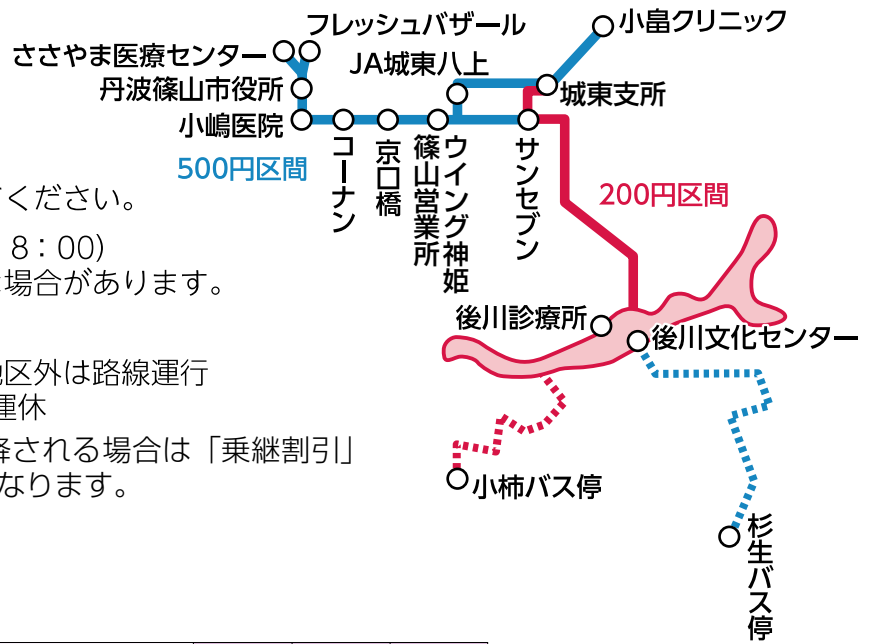 フレッシュバザール
小畠クリニック
ささやま医療センター
JA城東八上
丹波篠山市役所
城東支所
小嶋医院
コーナン
京口橋
篠山営業所
ウイング神姫
サンセブン
500円区間
200円区間
てください。
8：00)
場合があります。
後川診療所
後川文化センター
区外は路線運行
運休
降される場合は「乗継割引」
なります。
小柿バス停
杉生バス停